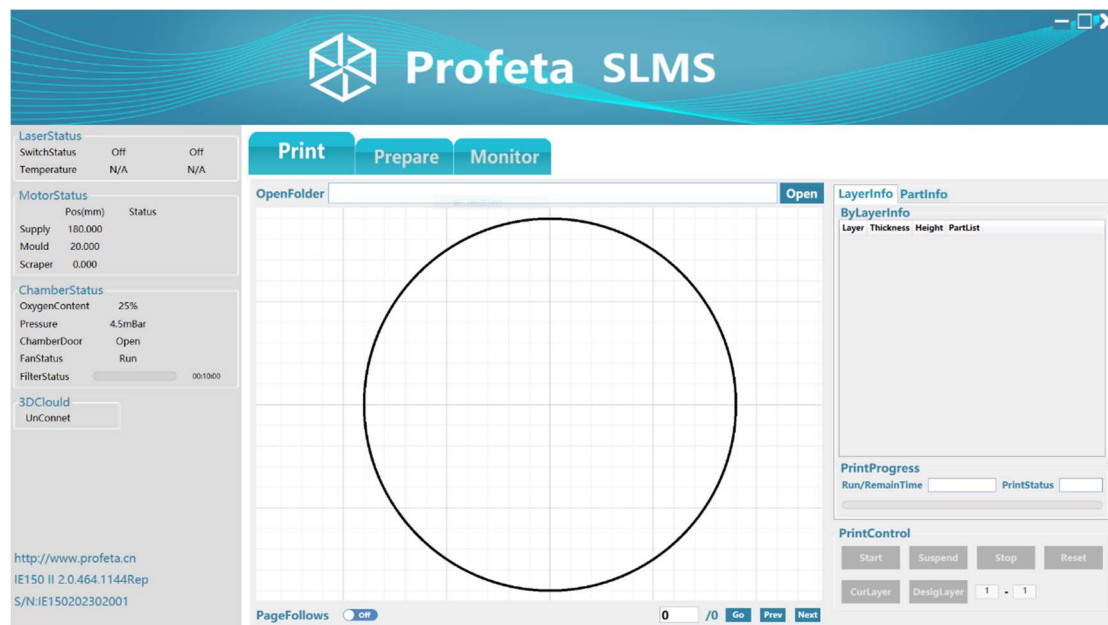 Profeta SLMS
LaserStatus
SwitchStatus Off Off
Temperature N/A N/A
MotorStatus
Pos(mm) Status
Supply 180.000
Mould 20.000
Scraper 0.000
ChamberStatus
OxygenContent 25%
Pressure 4.5mBar
ChamberDoor Open
FanStatus Run
FilterStatus 00:10:00
3DClould
UnConnet
http://www.profeta.cn
IE150 II 2.0.464.1144Rep
S/N:IE150202302001
Print Prepare Monitor
OpenFolder Open
PageFollows Off 0 /0 Go Prev Next
LayerInfo PartInfo
ByLayerInfo
Layer Thickness Height PartList
PrintProgress
Run/RemainTime PrintStatus
PrintControl
Start Suspend Stop Reset
CurLayer DesigLayer 1 - 1